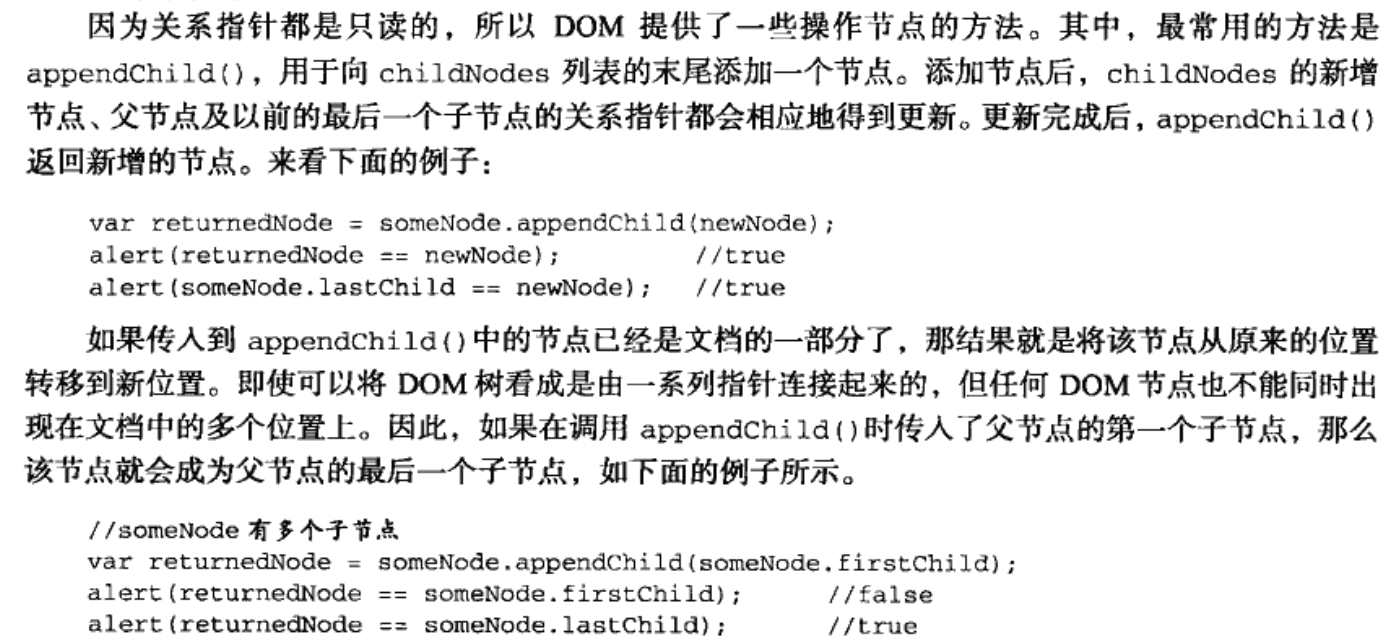 因为关系指针都是只读的，所以 DOM 提供了一些操作节点的方法。其中，最常用的方法是
appendChild()，用于向 childNodes 列表的末尾添加一个节点。添加节点后，childNodes 的新增
节点、父节点及以前的最后一个子节点的关系指针都会相应地得到更新。更新完成后，appendChild()
返回新增的节点。来看下面的例子：
var returnedNode = someNode.appendChild(newNode);
alert(returnedNode == newNode); //true
alert(someNode.lastChild == newNode); //true
如果传入到 appendChild()中的节点已经是文档的一部分了，那结果就是将该节点从原来的位置
转移到新位置。即使可以将 DOM 树看成是由一系列指针连接起来的，但任何 DOM 节点也不能同时出
现在文档中的多个位置上。因此，如果在调用 appendChild()时传入了父节点的第一个子节点，那么
该节点就会成为父节点的最后一个子节点，如下面的例子所示。
//someNode 有多个子节点
var returnedNode = someNode.appendChild(someNode.firstChild);
alert(returnedNode == someNode.firstChild); //false
alert(returnedNode == someNode.lastChild); //true